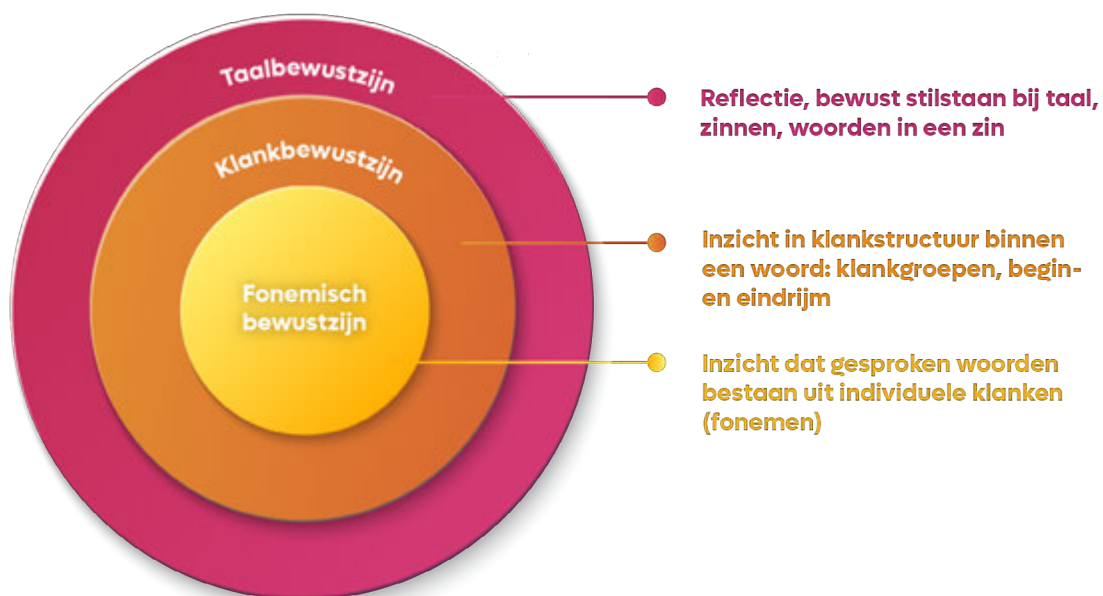 Taalbewustzijn
Reflectie, bewust stilstaan bij taal,
zinnen, woorden in een zin
Klankbewustzijn
Inzicht in klankstructuur binnen
een woord: klankgroepen, begin-
en eindrijm
Fonemisch
bewustzijn
Inzicht dat gesproken woorden
bestaan uit individuele klanken
(fonemen)